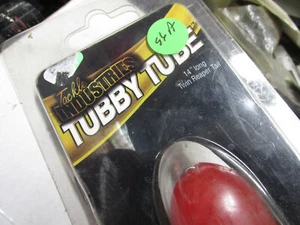 Tackle
INDUSTRIES
TUBBY TUBE
14" long
Twin Reaper Tail